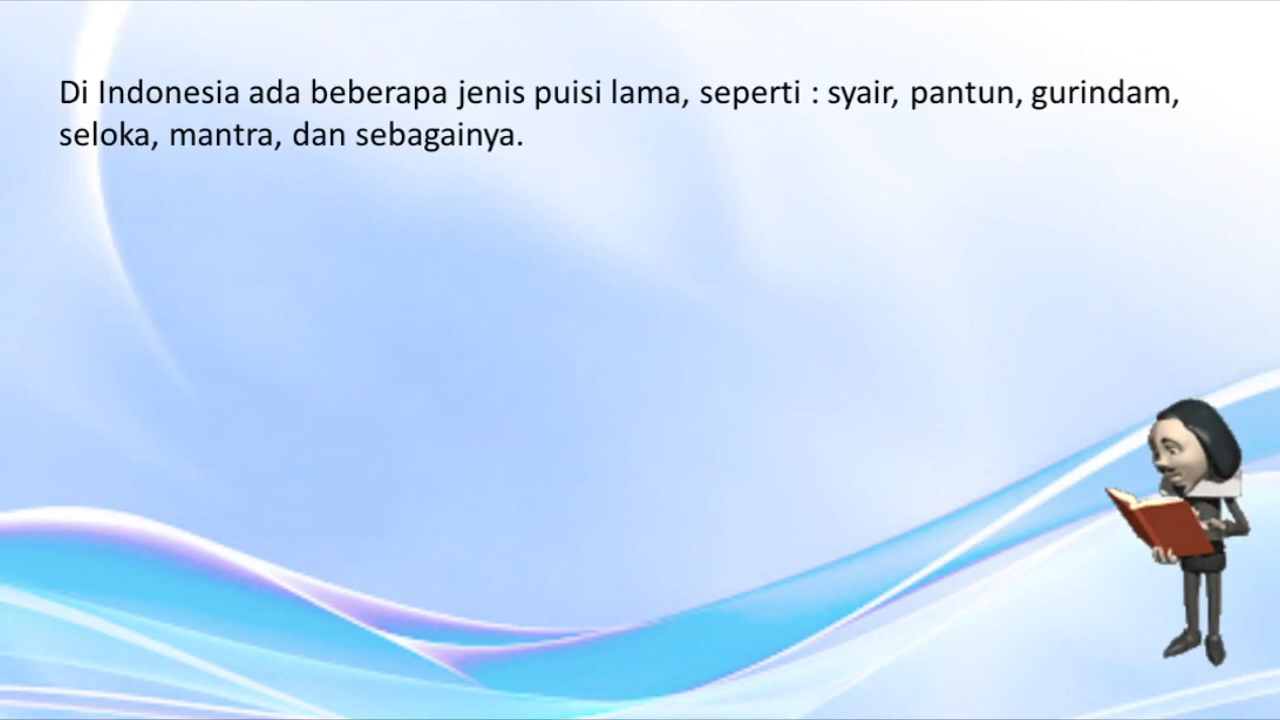 Di Indonesia ada beberapa jenis puisi lama, seperti : syair, pantun, gurindam,
seloka, mantra, dan sebagainya.